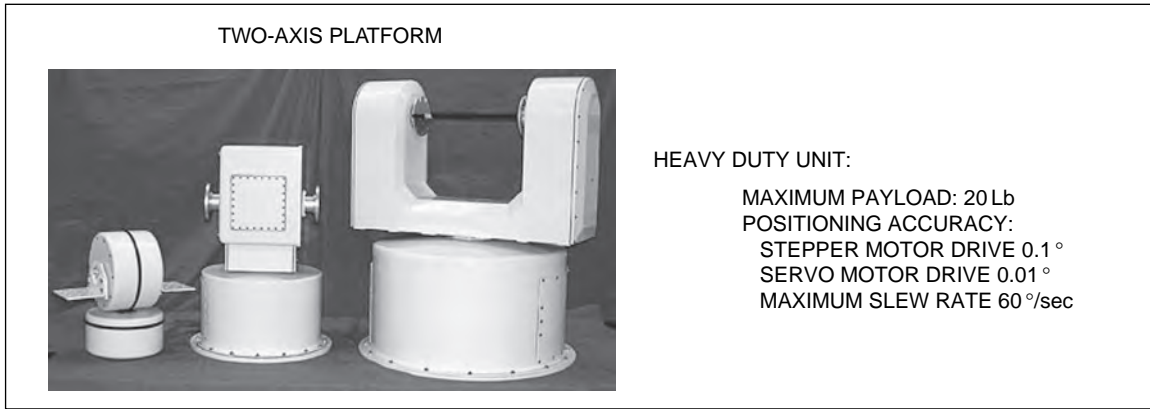 TWO-AXIS PLATFORM
HEAVY DUTY UNIT:
MAXIMUM PAYLOAD: 20 Lb
POSITIONING ACCURACY:
STEPPER MOTOR DRIVE 0.1°
SERVO MOTOR DRIVE 0.01°
MAXIMUM SLEW RATE 60°/sec